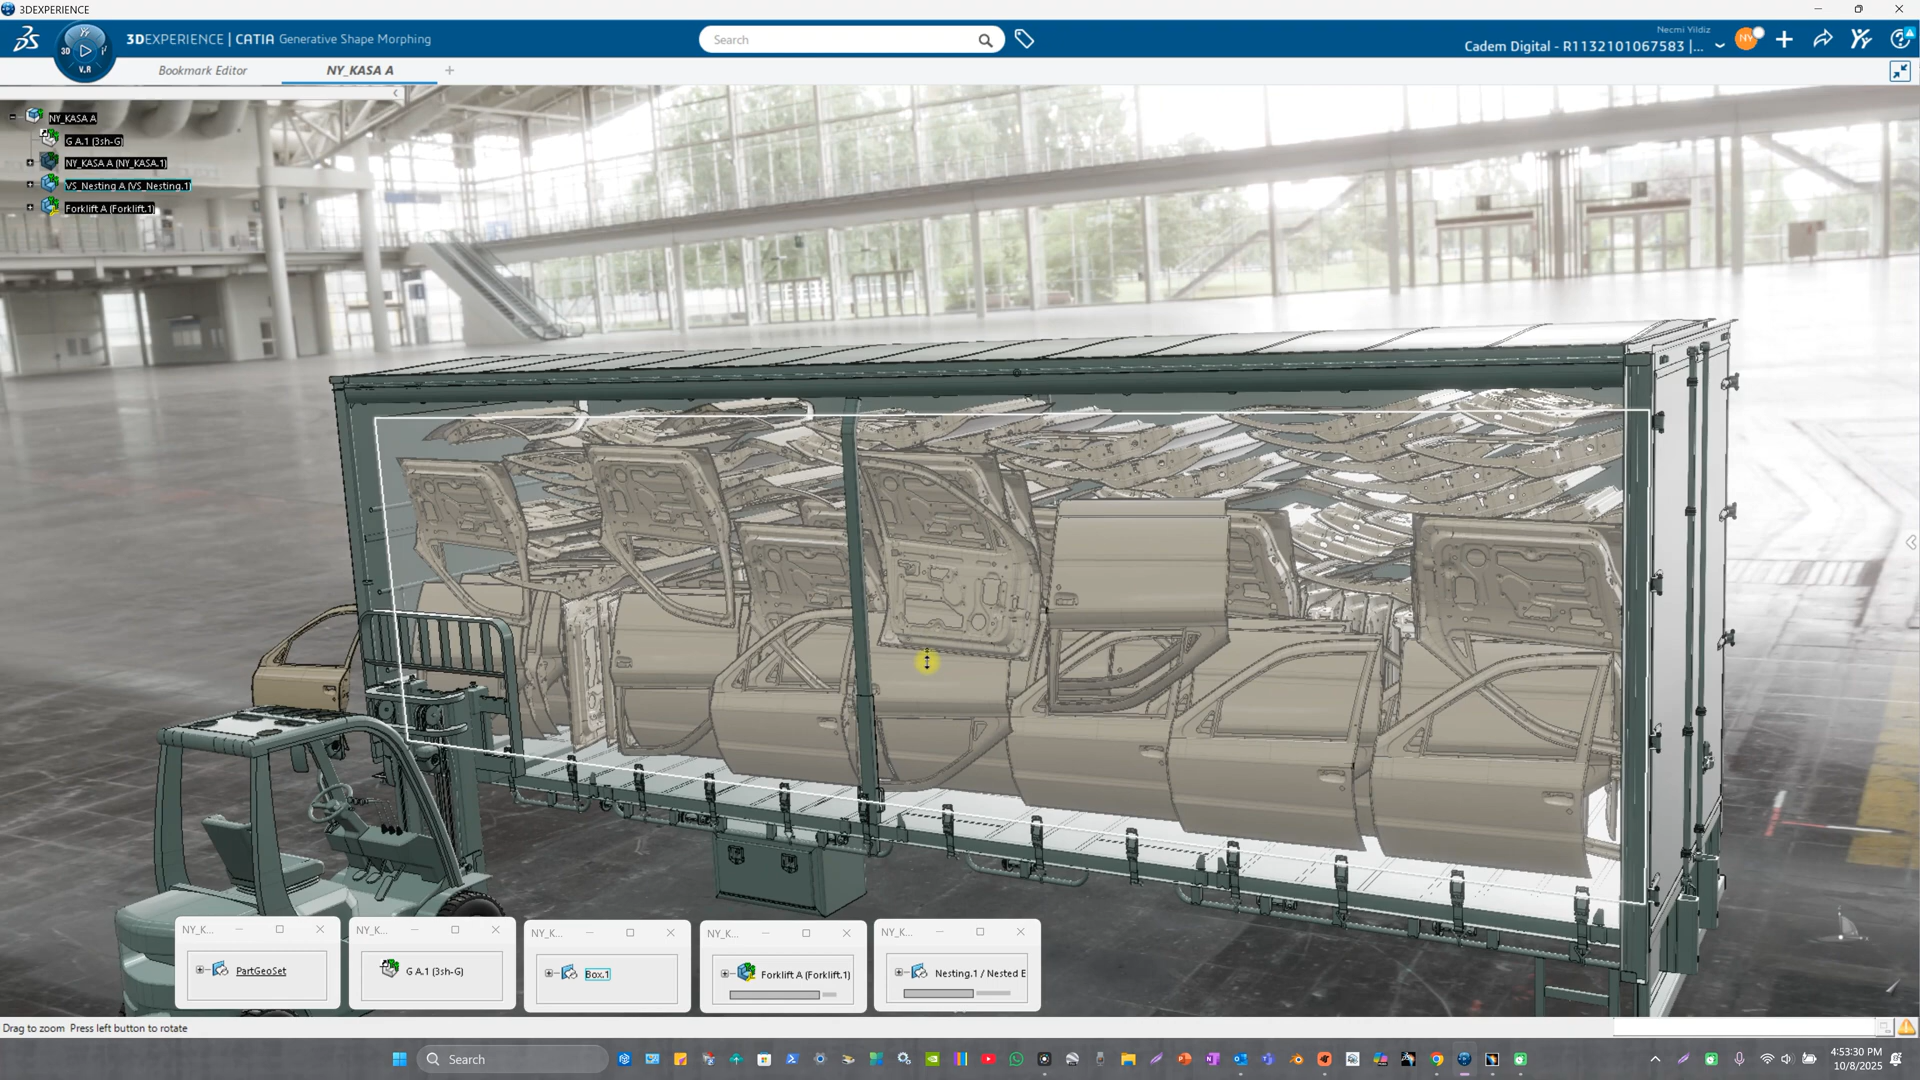 3DEXPERIENCE
3DEXPERIENCE | CATIA Generative Shape Morphing
Search
Necmi Yildiz
Cadem Digital - R1132101067583 |...
NY
3D
V.R
Bookmark Editor
NY_KASA A
NY_KASA A
G A.1 (3sh-G)
NY_KASA A (NY_KASA.1)
VS_Nesting A (VS_Nesting.1)
Forklift A (Forklift.1)
NY_K...
PartGeoSet
NY_K...
G A.1 (3sh-G)
NY_K...
Box.1
NY_K...
Forklift A (Forklift.1)
NY_K...
Nesting.1 / Nested E
Drag to zoom  Press left button to rotate
Search
4:53:30 PM
10/8/2025